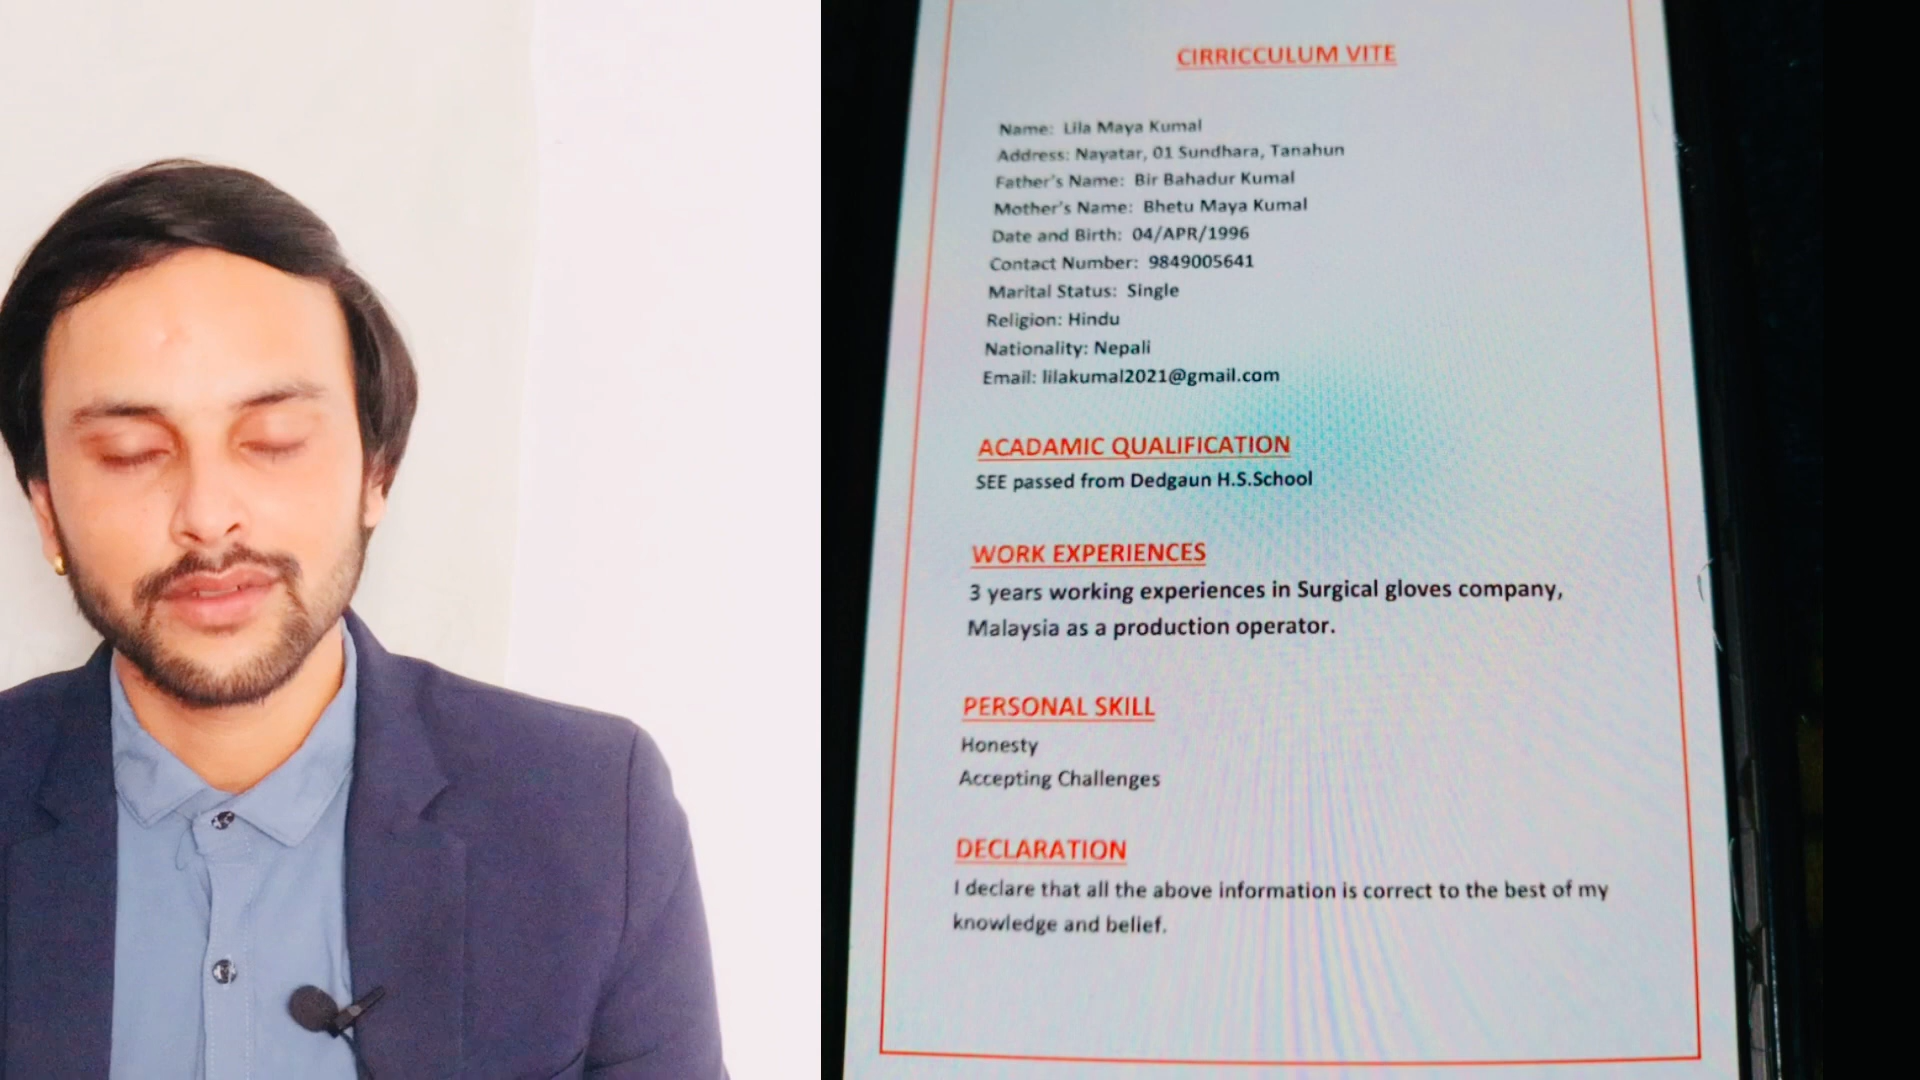 CIRRICCULUM VITE
Name: Lila Maya Kumal
Address: Nayatar, 01 Sundhara, Tanahun
Father's Name: Bir Bahadur Kumal
Mother's Name: Bhetu Maya Kumal
Date and Birth: 04/APR/1996
Contact Number: 9849005641
Marital Status: Single
Religion: Hindu
Nationality: Nepali
Email: lilakumal2021@gmail.com
ACADAMIC QUALIFICATION
SEE passed from Dedgaun H.S.School
WORK EXPERIENCES
3 years working experiences in Surgical gloves company,
Malaysia as a production operator.
PERSONAL SKILL
Honesty
Accepting Challenges
DECLARATION
I declare that all the above information is correct to the best of my
knowledge and belief.